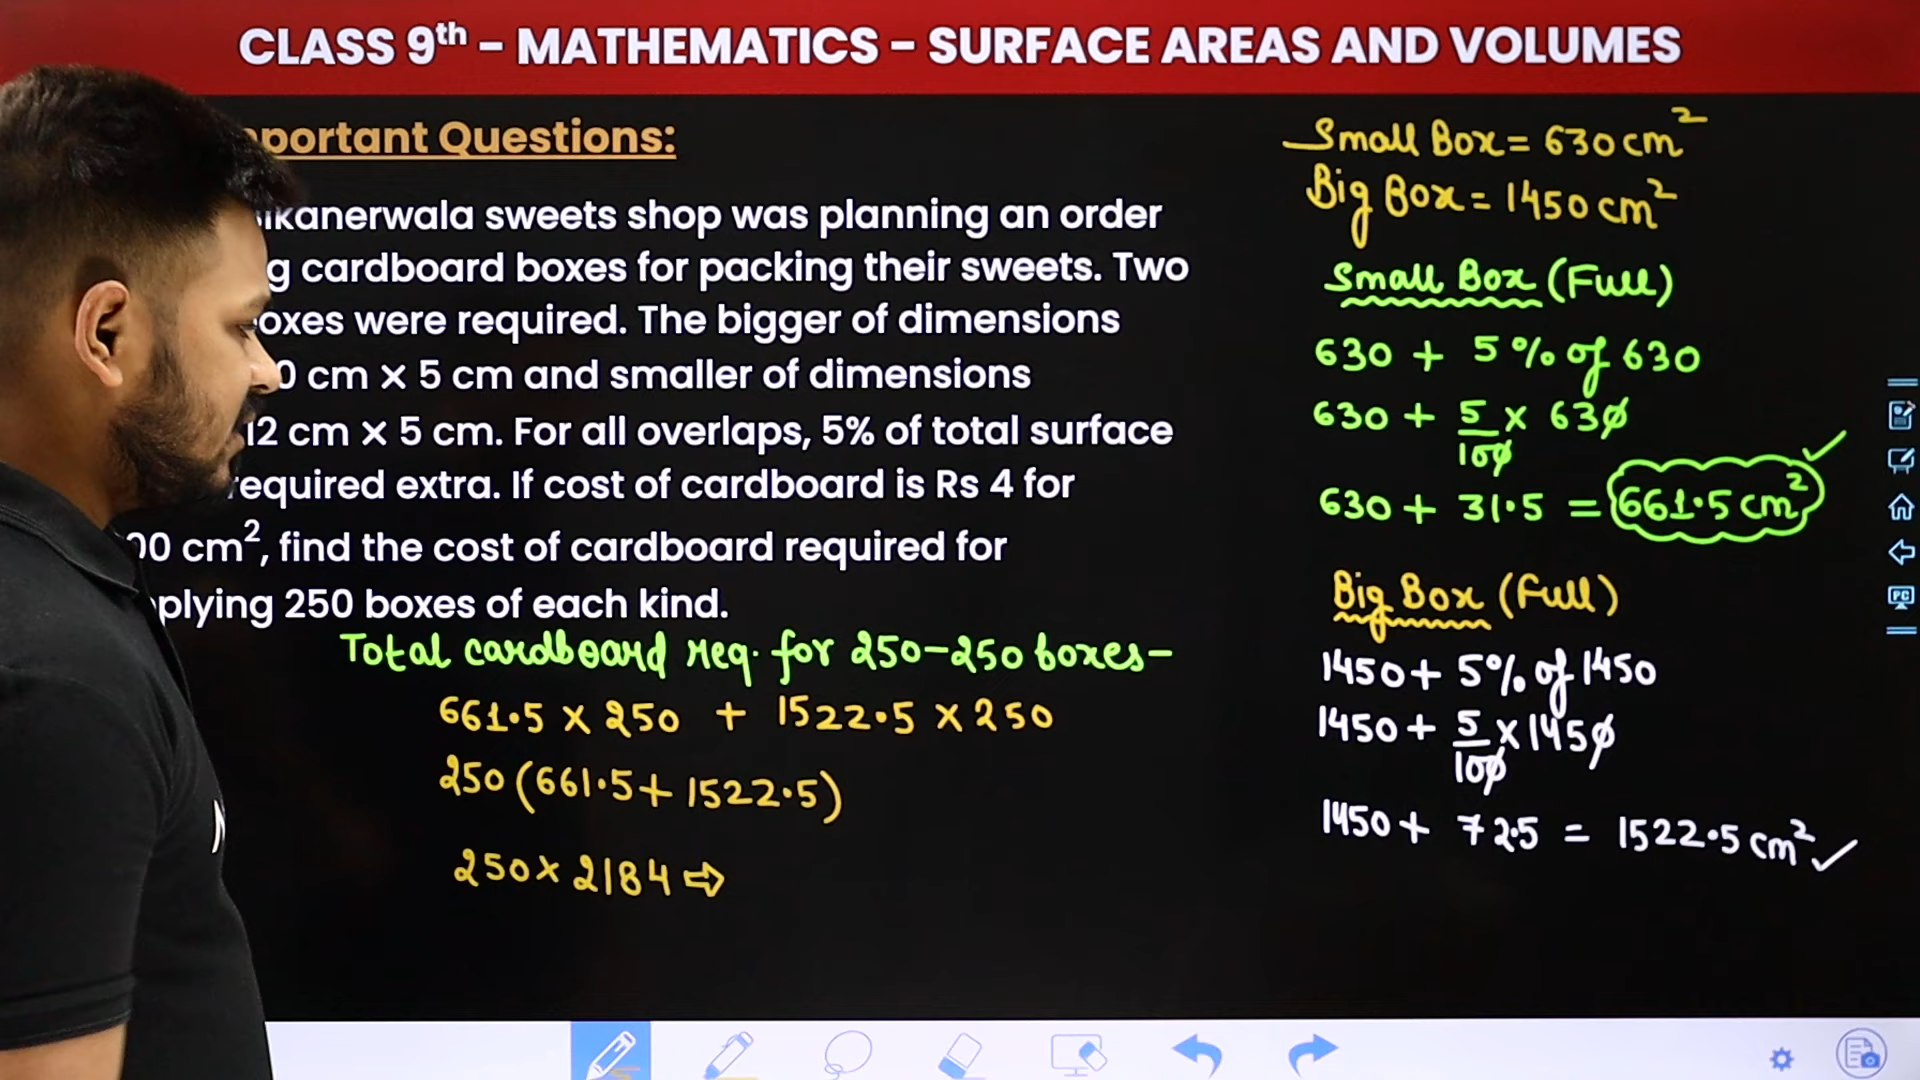 CLASS 9th – MATHEMATICS – SURFACE AREAS AND VOLUMES
portant Questions:
ikanerwala sweets shop was planning an order
g cardboard boxes for packing their sweets. Two
oxes were required. The bigger of dimensions
0 cm × 5 cm and smaller of dimensions
12 cm × 5 cm. For all overlaps, 5% of total surface
required extra. If cost of cardboard is Rs 4 for
00 cm², find the cost of cardboard required for
plying 250 boxes of each kind.
Total cardboard req. for 250-250 boxes-
661.5 × 250 + 1522.5 × 250
250(661.5 + 1522.5)
250 × 2184 ⇨
Small Box = 630 cm²
Big Box = 1450 cm²
Small Box (Full)
630 + 5% of 630
630 + 5/100 × 630
630 + 31.5 = 661.5 cm² ✓
Big Box (Full)
1450 + 5% of 1450
1450 + 5/100 × 1450
1450 + 72.5 = 1522.5 cm² ✓
PC